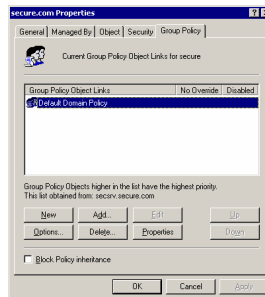 secure.com Properties
General Managed By Object Security Group Policy
Current Group Policy Object Links for secure
Group Policy Object Links No Override Disabled
Default Domain Policy
Group Policy Objects higher in the list have the highest priority.
This list obtained from: secsrv.secure.com
New Add... Edit Up
Options... Delete... Properties Down
Block Policy inheritance
OK Cancel Apply